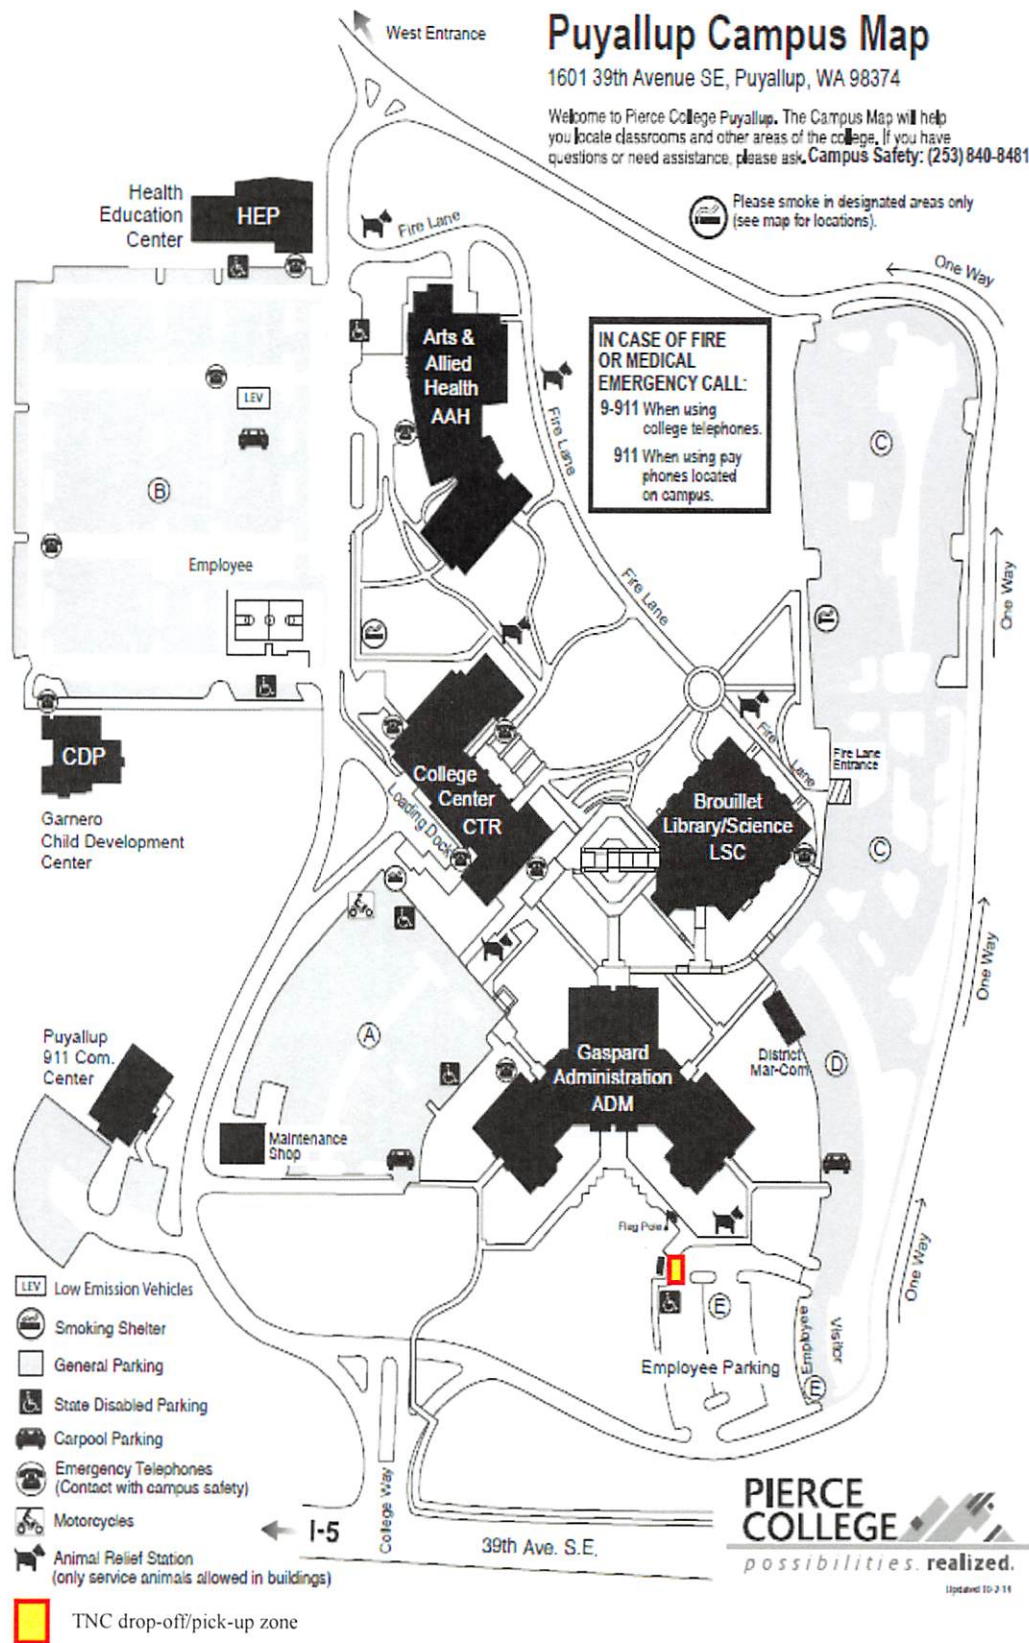 Puyallup Campus Map
1601 39th Avenue SE, Puyallup, WA 98374
Welcome to Pierce College Puyallup. The Campus Map will help
you locate classrooms and other areas of the college. If you have
questions or need assistance, please ask. Campus Safety: (253) 840-8481
Please smoke in designated areas only
(see map for locations).
West Entrance
Health
Education
Center
HEP
Fire Lane
One Way
Arts &
Allied
Health
AAH
IN CASE OF FIRE
OR MEDICAL
EMERGENCY CALL:
9-911 When using
college telephones.
911 When using pay
phones located
on campus.
LEV
B
C
Fire Lane
Employee
Fire Lane
One Way
CDP
Garnero
Child Development
Center
College
Center
CTR
Loading Dock
Fire Lane
Fire Lane
Entrance
Brouillet
Library/Science
LSC
C
One Way
Puyallup
911 Com.
Center
A
Gaspard
Administration
ADM
District
Mar-Com
D
Maintenance
Shop
Flag Pole
One Way
E
Employee
Visitor
Employee Parking
E
LEV Low Emission Vehicles
Smoking Shelter
General Parking
State Disabled Parking
Carpool Parking
Emergency Telephones
(Contact with campus safety)
Motorcycles
Animal Relief Station
(only service animals allowed in buildings)
TNC drop-off/pick-up zone
I-5
College Way
39th Ave. S.E.
PIERCE
COLLEGE
possibilities. realized.